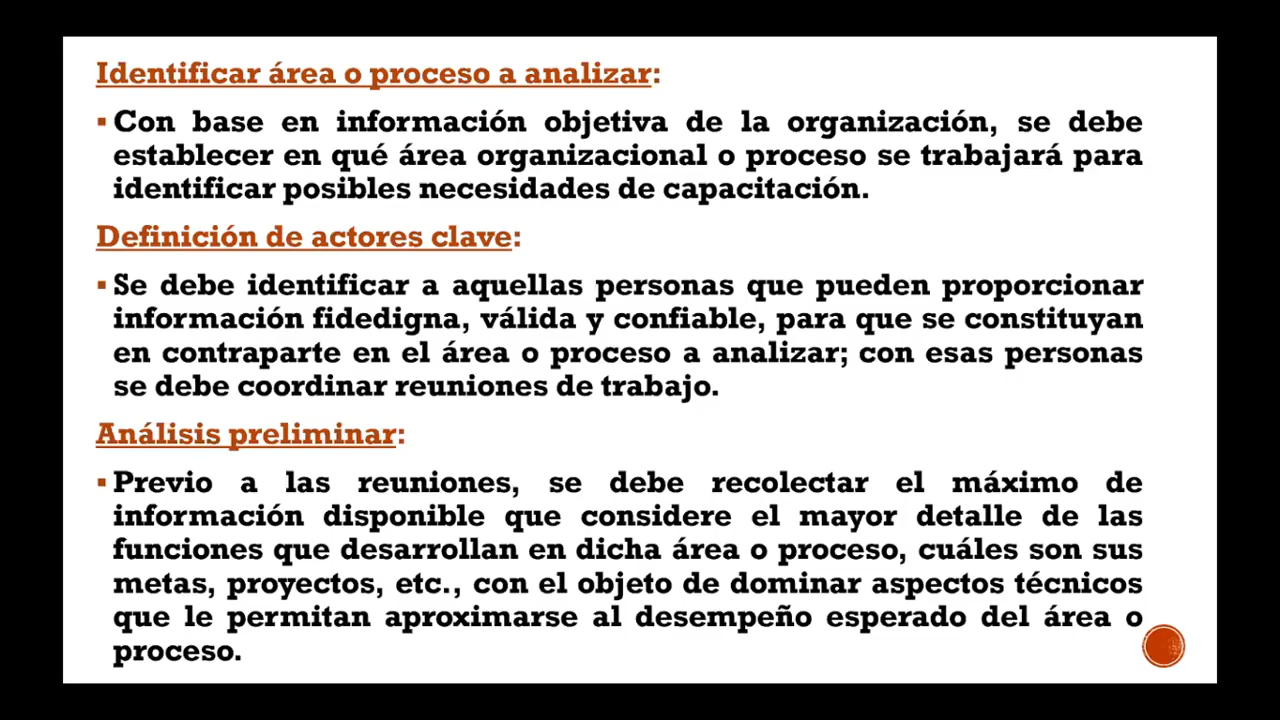 Identificar área o proceso a analizar:
▪ Con base en información objetiva de la organización, se debe
establecer en qué área organizacional o proceso se trabajará para
identificar posibles necesidades de capacitación.
Definición de actores clave:
▪ Se debe identificar a aquellas personas que pueden proporcionar
información fidedigna, válida y confiable, para que se constituyan
en contraparte en el área o proceso a analizar; con esas personas
se debe coordinar reuniones de trabajo.
Análisis preliminar:
▪ Previo a las reuniones, se debe recolectar el máximo de
información disponible que considere el mayor detalle de las
funciones que desarrollan en dicha área o proceso, cuáles son sus
metas, proyectos, etc., con el objeto de dominar aspectos técnicos
que le permitan aproximarse al desempeño esperado del área o
proceso.